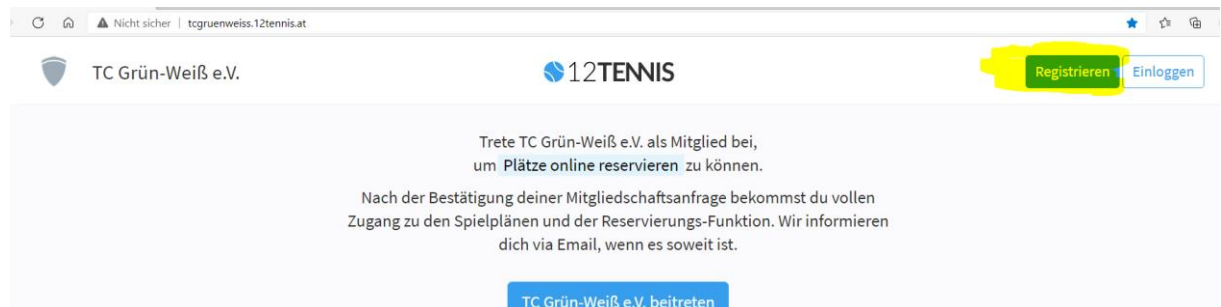 Nicht sicher | tcgruenweiss.12tennis.at
TC Grün-Weiß e.V.
12TENNIS
Registrieren
Einloggen
Trete TC Grün-Weiß e.V. als Mitglied bei,
um Plätze online reservieren zu können.
Nach der Bestätigung deiner Mitgliedschaftsanfrage bekommst du vollen
Zugang zu den Spielplänen und der Reservierungs-Funktion. Wir informieren
dich via Email, wenn es soweit ist.
TC Grün-Weiß e.V. beitreten